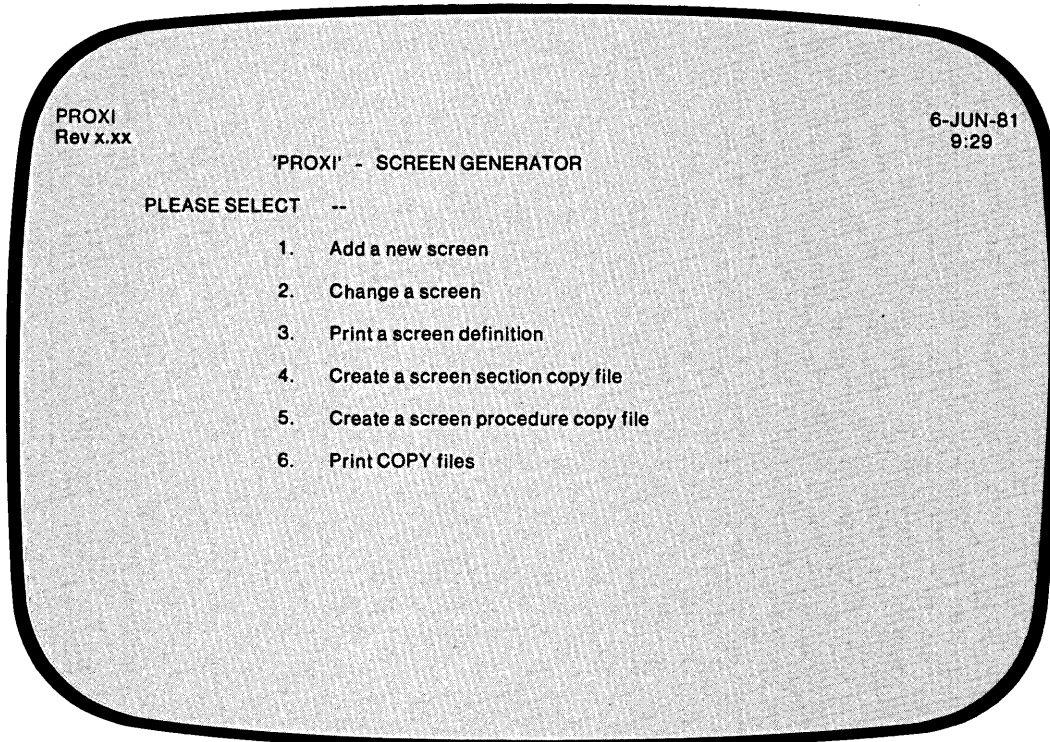 PROXI 6-JUN-81
Rev x.xx 9:29
'PROXI' - SCREEN GENERATOR
PLEASE SELECT --
1. Add a new screen
2. Change a screen
3. Print a screen definition
4. Create a screen section copy file
5. Create a screen procedure copy file
6. Print COPY files